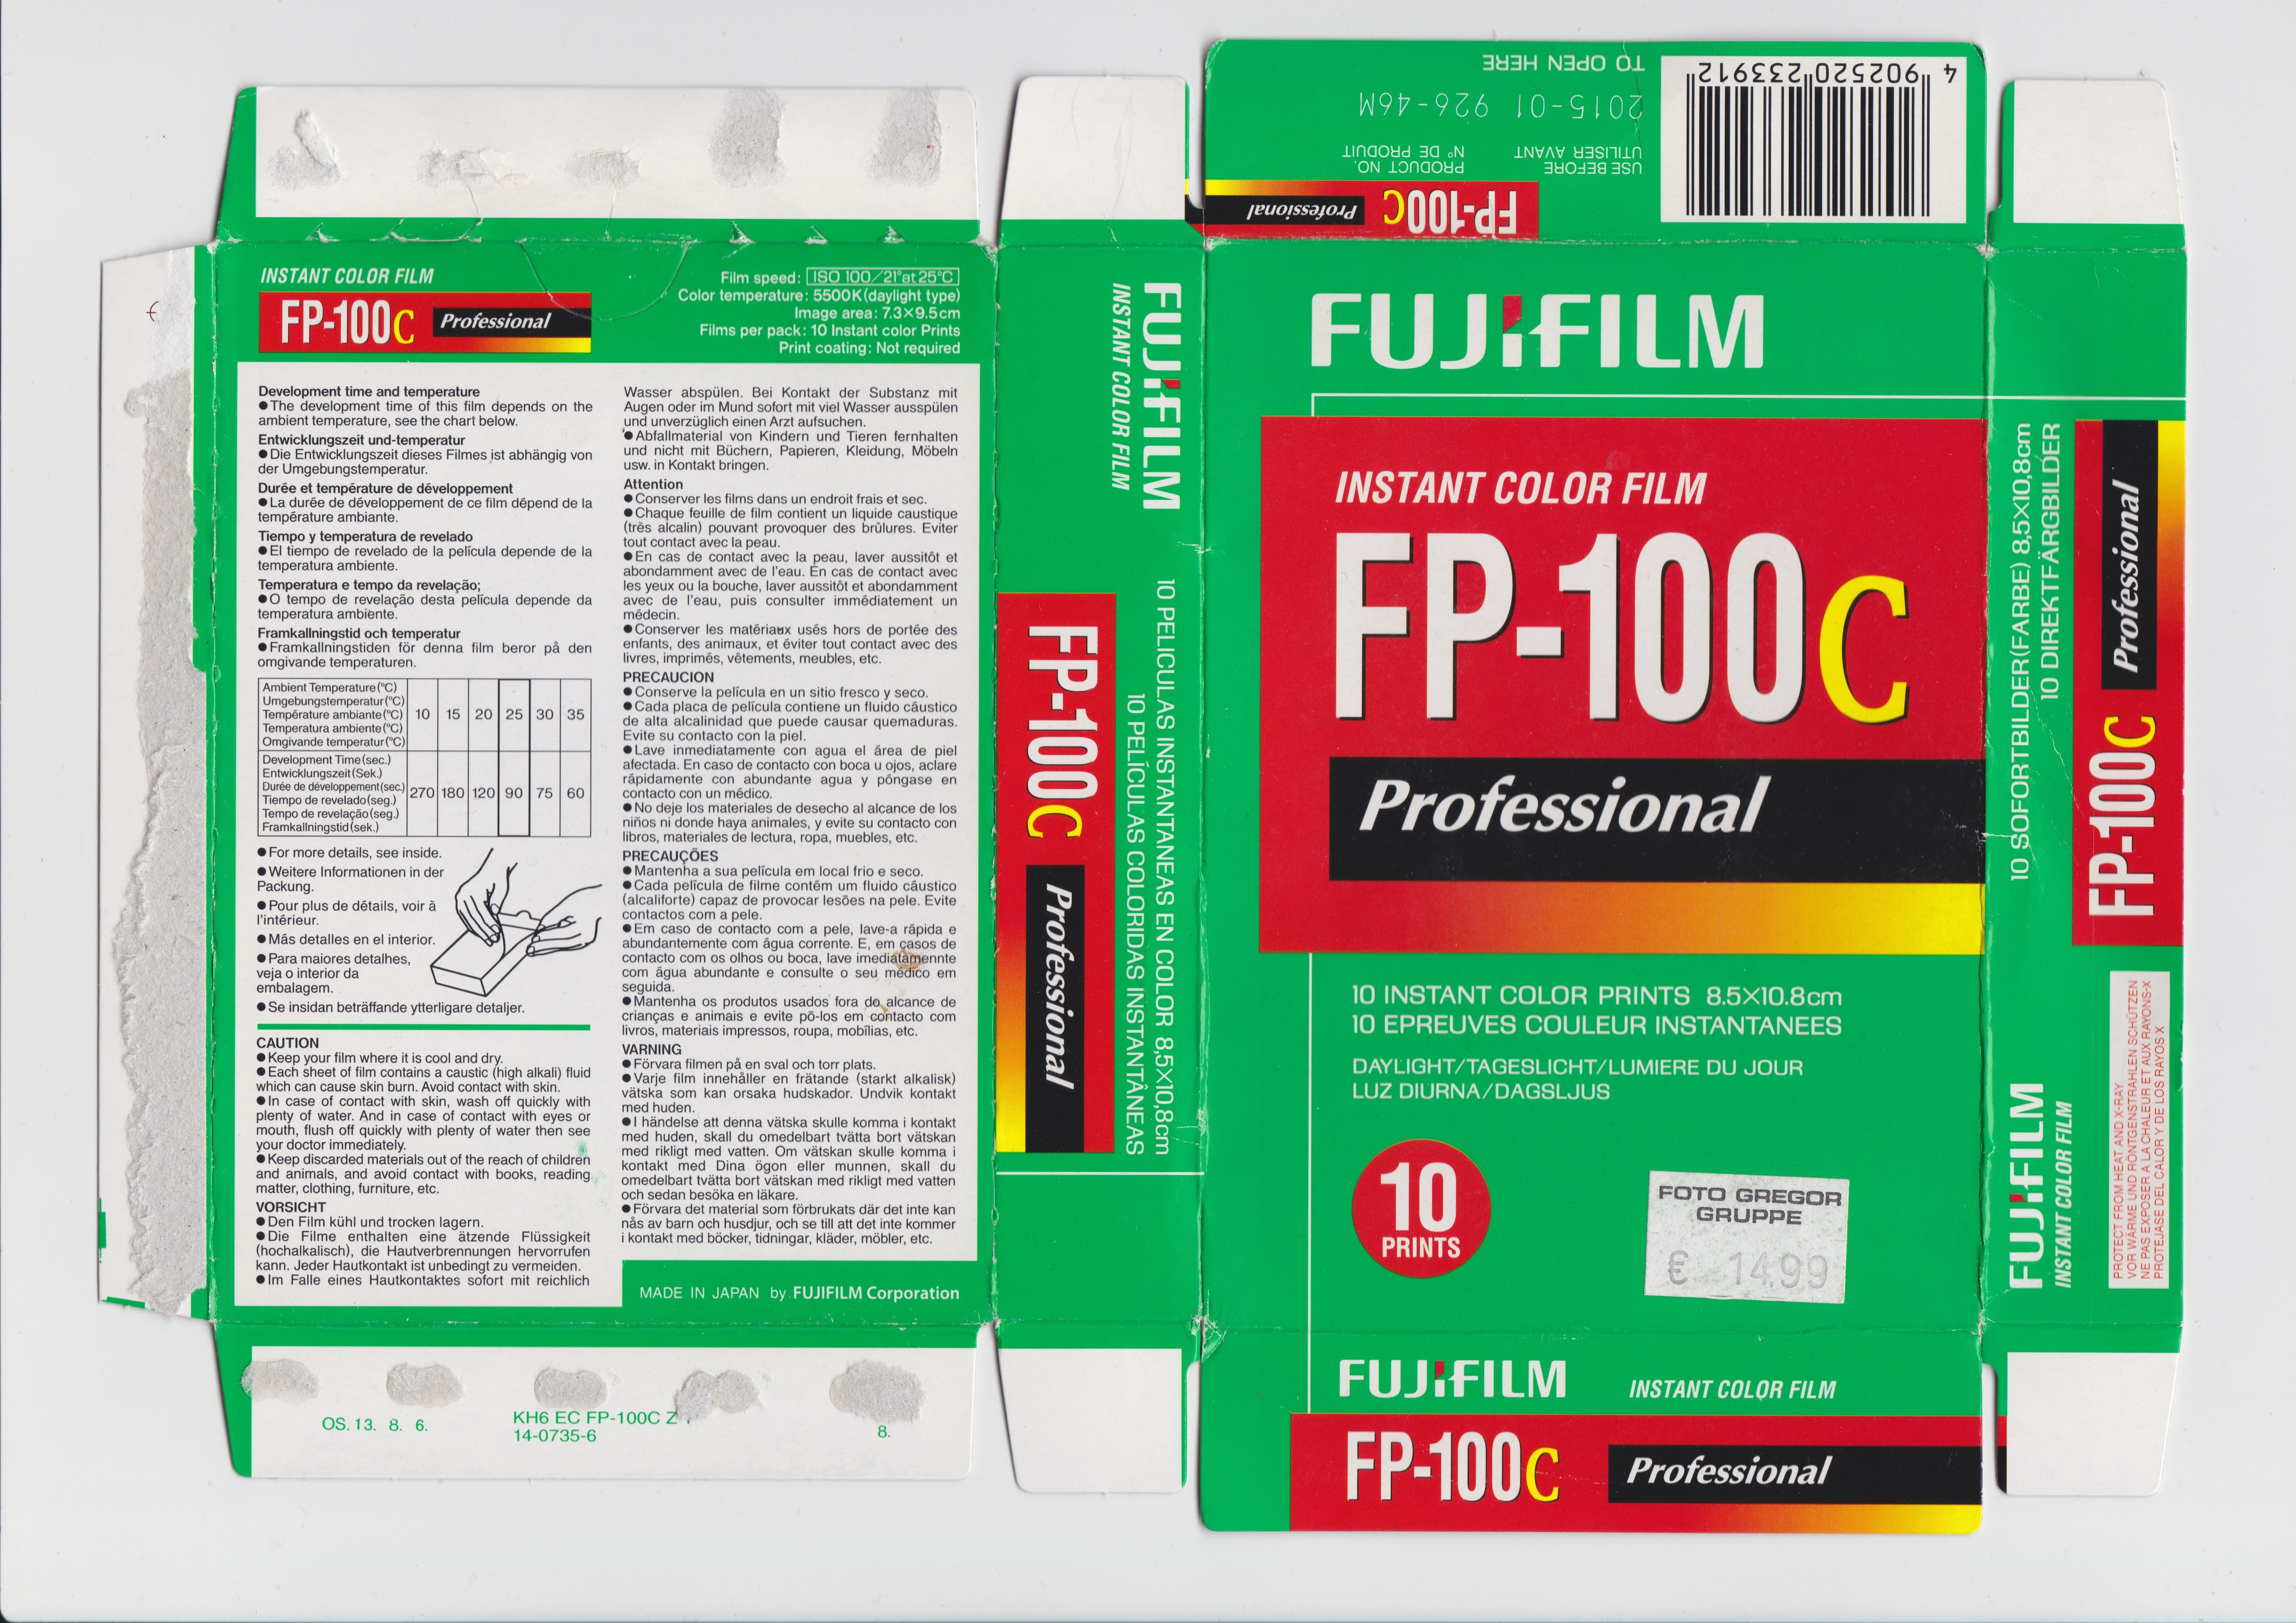 INSTANT COLOR FILM
FP-100C Professional
Film speed: ISO 100/21°at25°C
Color temperature: 5500K(daylight type)
Image area: 7.3×9.5cm
Films per pack: 10 Instant color Prints
Print coating: Not required
Development time and temperature
● The development time of this film depends on the
ambient temperature, see the chart below.
Entwicklungszeit und-temperatur
● Die Entwicklungszeit dieses Filmes ist abhängig von
der Umgebungstemperatur.
Durée et température de développement
● La durée de développement de ce film dépend de la
température ambiante.
Tiempo y temperatura de revelado
● El tiempo de revelado de la película depende de la
temperatura ambiente.
Temperatura e tempo da revelação;
● O tempo de revelação desta película depende da
temperatura ambiente.
Framkallningstid och temperatur
● Framkallningstiden för denna film beror på den
omgivande temperaturen.
Ambient Temperature(°C)
Umgebungstemperatur(°C)
Température ambiante(°C)
Temperatura ambiente(°C)
Omgivande temperatur(°C)
10 15 20 25 30 35
Development Time(sec.)
Entwicklungszeit(Sek.)
Durée de développement(sec.)
Tiempo de revelado(seg.)
Tempo de revelação(seg.)
Framkallningstid(sek.)
270 180 120 90 75 60
● For more details, see inside.
● Weitere Informationen in der
Packung.
● Pour plus de détails, voir à
l'intérieur.
● Más detalles en el interior.
● Para maiores detalhes,
veja o interior da
embalagem.
● Se insidan beträffande ytterligare detaljer.
CAUTION
● Keep your film where it is cool and dry.
● Each sheet of film contains a caustic (high alkali) fluid
which can cause skin burn. Avoid contact with skin.
● In case of contact with skin, wash off quickly with
plenty of water. And in case of contact with eyes or
mouth, flush off quickly with plenty of water then see
your doctor immediately.
● Keep discarded materials out of the reach of children
and animals, and avoid contact with books, reading
matter, clothing, furniture, etc.
VORSICHT
● Den Film kühl und trocken lagern.
● Die Filme enthalten eine ätzende Flüssigkeit
(hochalkalisch), die Hautverbrennungen hervorrufen
kann. Jeder Hautkontakt ist unbedingt zu vermeiden.
● Im Falle eines Hautkontaktes sofort mit reichlich
Wasser abspülen. Bei Kontakt der Substanz mit
Augen oder im Mund sofort mit viel Wasser ausspülen
und unverzüglich einen Arzt aufsuchen.
● Abfallmaterial von Kindern und Tieren fernhalten
und nicht mit Büchern, Papieren, Kleidung, Möbeln
usw. in Kontakt bringen.
Attention
● Conserver les films dans un endroit frais et sec.
● Chaque feuille de film contient un liquide caustique
(très alcalin) pouvant provoquer des brûlures. Eviter
tout contact avec la peau.
● En cas de contact avec la peau, laver aussitôt et
abondamment avec de l'eau. En cas de contact avec
les yeux ou la bouche, laver aussitôt et abondamment
avec de l'eau, puis consulter immédiatement un
médecin.
● Conserver les matériaux usés hors de portée des
enfants, des animaux, et éviter tout contact avec des
livres, imprimés, vêtements, meubles, etc.
PRECAUCION
● Conserve la película en un sitio fresco y seco.
● Cada placa de película contiene un fluido cáustico
de alta alcalinidad que puede causar quemaduras.
Evite su contacto con la piel.
● Lave inmediatamente con agua el área de piel
afectada. En caso de contacto con boca u ojos, aclare
rápidamente con abundante agua y póngase en
contacto con un médico.
● No deje los materiales de desecho al alcance de los
niños ni donde haya animales, y evite su contacto con
libros, materiales de lectura, ropa, muebles, etc.
PRECAUÇÕES
● Mantenha a sua película em local frio e seco.
● Cada película de filme contém um fluido cáustico
(alcaliforte) capaz de provocar lesões na pele. Evite
contactos com a pele.
● Em caso de contacto com a pele, lave-a rápida e
abundantemente com água corrente. E, em casos de
contacto com os olhos ou boca, lave imediatamennte
com água abundante e consulte o seu médico em
seguida.
● Mantenha os produtos usados fora do alcance de
crianças e animais e evite pô-los em contacto com
livros, materiais impressos, roupa, mobílias, etc.
VARNING
● Förvara filmen på en sval och torr plats.
● Varje film innehåller en frätande (starkt alkalisk)
vätska som kan orsaka hudskador. Undvik kontakt
med huden.
● I händelse att denna vätska skulle komma i kontakt
med huden, skall du omedelbart tvätta bort vätskan
med rikligt med vatten. Om vätskan skulle komma i
kontakt med Dina ögon eller munnen, skall du
omedelbart tvätta bort vätskan med rikligt med vatten
och sedan besöka en läkare.
● Förvara det material som förbrukats där det inte kan
nås av barn och husdjur, och se till att det inte kommer
i kontakt med böcker, tidningar, kläder, möbler, etc.
MADE IN JAPAN by FUJIFILM Corporation
OS. 13. 8. 6.
KH6 EC FP-100C Z
14-0735-6
8.
FUJIFILM
INSTANT COLOR FILM
10 PELICULAS INSTANTANEAS EN COLOR 8,5×10,8cm
10 PELÍCULAS COLORIDAS INSTANTÂNEAS
FP-100C Professional
TO OPEN HERE
4 902520 233912
2015-01 926-46M
USE BEFORE
UTILISER AVANT
PRODUCT NO.
N° DE PRODUIT
FP-100C Professional
FUJIFILM
INSTANT COLOR FILM
FP-100C
Professional
10 INSTANT COLOR PRINTS 8.5×10.8cm
10 EPREUVES COULEUR INSTANTANEES
DAYLIGHT/TAGESLICHT/LUMIERE DU JOUR
LUZ DIURNA/DAGSLJUS
10
PRINTS
FOTO GREGOR
GRUPPE
€ 14.99
FUJIFILM INSTANT COLOR FILM
FP-100C Professional
10 SOFORTBILDER(FARBE) 8,5×10,8cm
10 DIREKTFÄRGBILDER
FP-100C Professional
FUJIFILM
INSTANT COLOR FILM
PROTECT FROM HEAT AND X-RAY
VOR WÄRME UND RÖNTGENSTRAHLEN SCHÜTZEN
NE PAS EXPOSER A LA CHALEUR ET AUX RAYONS-X
PROTEJASE DEL CALOR Y DE LOS RAYOS X